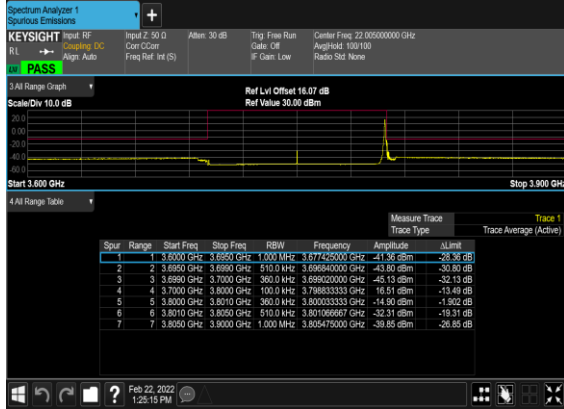 Spectrum Analyzer 1
Spurious Emissions
KEYSIGHT Input: RF Input Z: 50 Ω Atten: 30 dB Trig: Free Run Center Freq: 22.005000000 GHz
RL Coupling: DC Corr CCorr Gate: Off Avg|Hold: 100/100
Align: Auto Freq Ref: Int (S) IF Gain: Low Radio Std: None
PASS
3 All Range Graph
Ref Lvl Offset 16.07 dB
Scale/Div 10.0 dB Ref Value 30.00 dBm
20.0
0.00
-20.0
-40.0
-60.0
Start 3.600 GHz Stop 3.900 GHz
4 All Range Table
Measure Trace Trace 1
Trace Type Trace Average (Active)
Spur Range Start Freq Stop Freq RBW Frequency Amplitude ΔLimit
1 1 3.6000 GHz 3.6950 GHz 1.000 MHz 3.677425000 GHz -41.36 dBm -28.36 dB
2 2 3.6950 GHz 3.6990 GHz 510.0 kHz 3.696840000 GHz -43.80 dBm -30.80 dB
3 3 3.6990 GHz 3.7000 GHz 360.0 kHz 3.699020000 GHz -45.13 dBm -32.13 dB
4 4 3.7000 GHz 3.8000 GHz 100.0 kHz 3.798833333 GHz 16.51 dBm -13.49 dB
5 5 3.8000 GHz 3.8010 GHz 360.0 kHz 3.800033333 GHz -14.90 dBm -1.902 dB
6 6 3.8010 GHz 3.8050 GHz 510.0 kHz 3.801066667 GHz -32.31 dBm -19.31 dB
7 7 3.8050 GHz 3.9000 GHz 1.000 MHz 3.805475000 GHz -39.85 dBm -26.85 dB
? Feb 22, 2022
1:25:15 PM